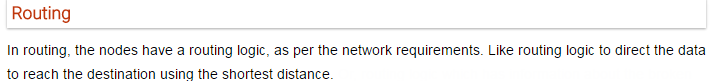 Routing
In routing, the nodes have a routing logic, as per the network requirements. Like routing logic to direct the data
to reach the destination using the shortest distance.